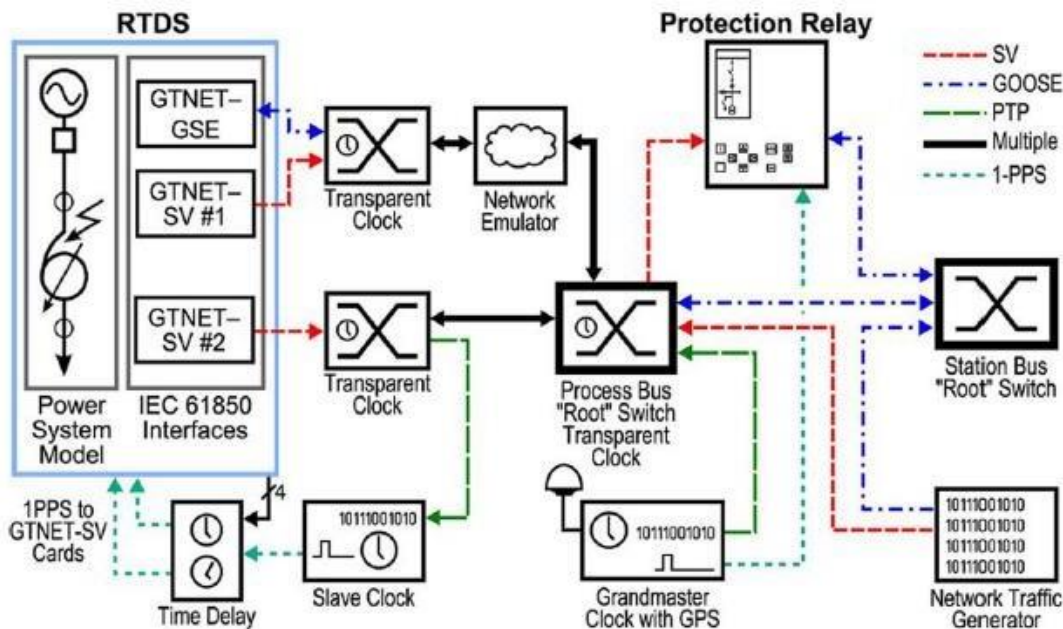 RTDS
Protection Relay
GTNET–
GSE
GTNET–
SV #1
GTNET–
SV #2
Power
System
Model
IEC 61850
Interfaces
Transparent
Clock
Network
Emulator
Transparent
Clock
Process Bus
"Root" Switch
Transparent
Clock
SV
GOOSE
PTP
Multiple
1-PPS
Station Bus
"Root" Switch
1PPS to
GTNET-SV
Cards
4
Time Delay
10111001010
Slave Clock
10111001010
Grandmaster
Clock with GPS
10111001010
10111001010
10111001010
10111001010
Network Traffic
Generator